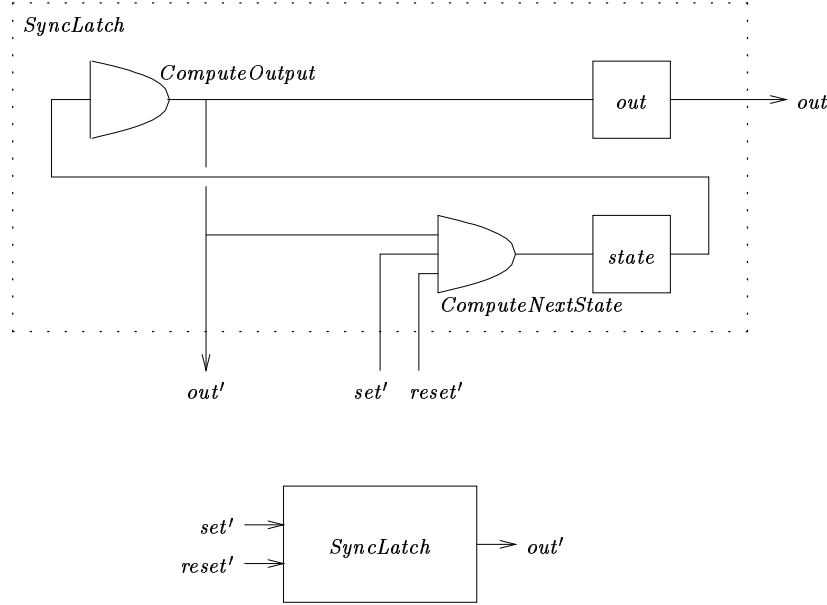 SyncLatch
ComputeOutput
out
out
state
ComputeNextState
out′
set′
reset′
set′
SyncLatch
out′
reset′